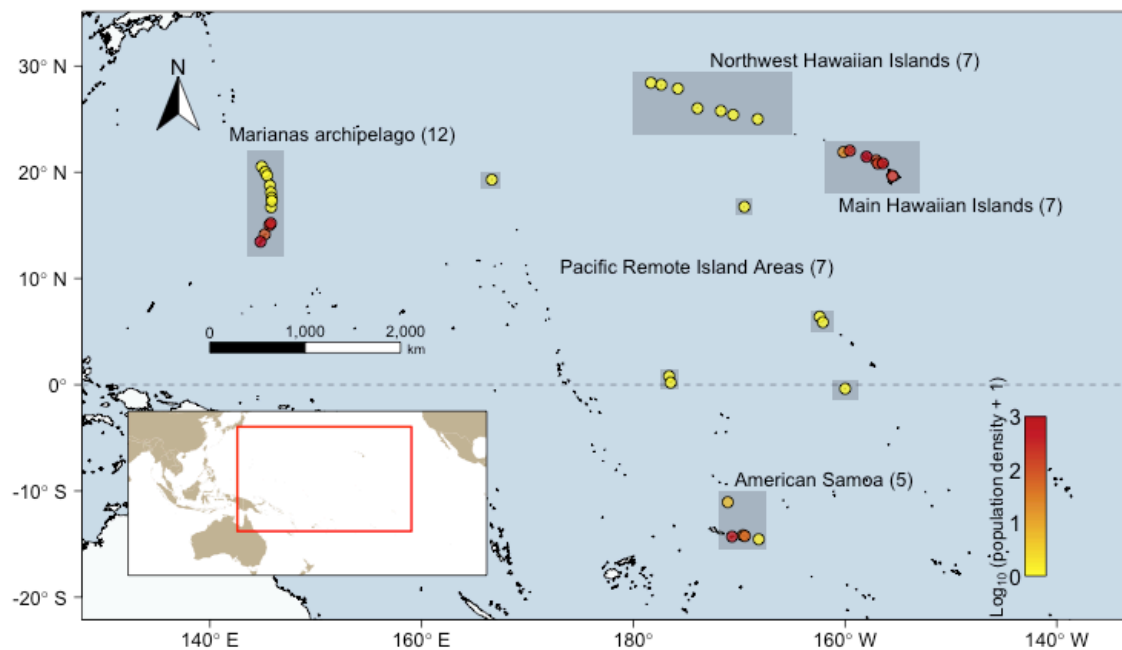 30° N
20° N
10° N
0°
-10° S
-20° S
N
Northwest Hawaiian Islands (7)
Marianas archipelago (12)
Main Hawaiian Islands (7)
Pacific Remote Island Areas (7)
0 1,000 2,000
km
American Samoa (5)
Log10 (population density + 1)
3
2
1
0
140° E 160° E 180° 160° W 140° W